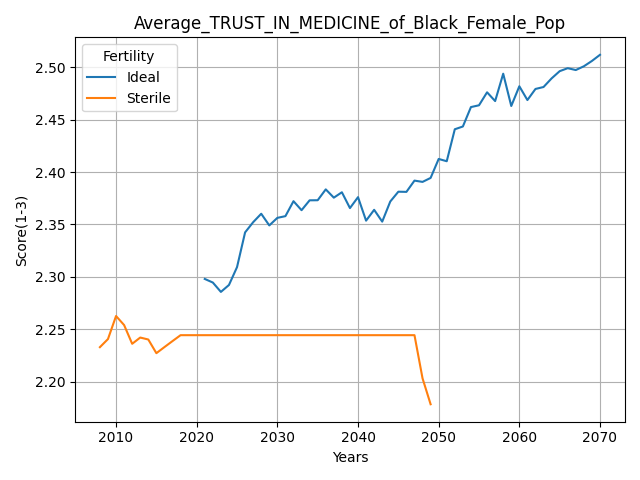 Average_TRUST_IN_MEDICINE_of_Black_Female_Pop
Fertility
Ideal
Sterile
Score(1-3)
2.50
2.45
2.40
2.35
2.30
2.25
2.20
2010 2020 2030 2040 2050 2060 2070
Years